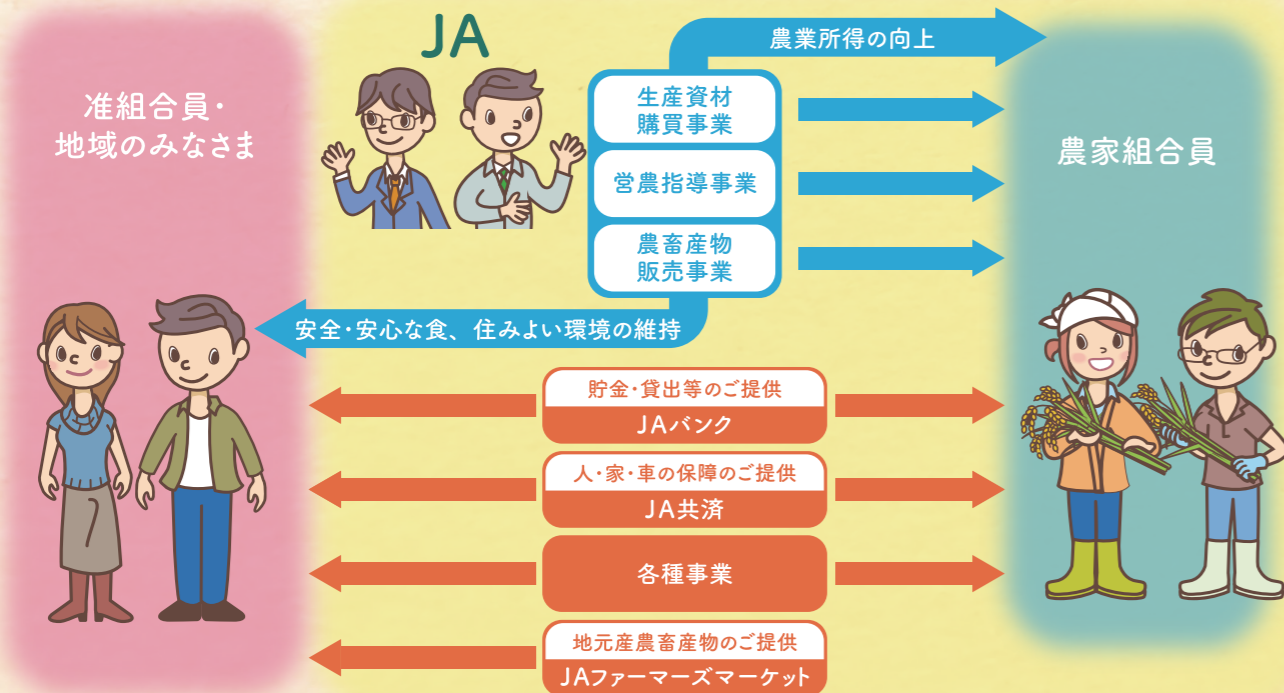 JA
農業所得の向上
准組合員・
地域のみなさま
生産資材
購買事業
営農指導事業
農畜産物
販売事業
農家組合員
安全・安心な食、住みよい環境の維持
貯金・貸出等のご提供
JAバンク
人・家・車の保障のご提供
JA共済
各種事業
地元産農畜産物のご提供
JAファーマーズマーケット